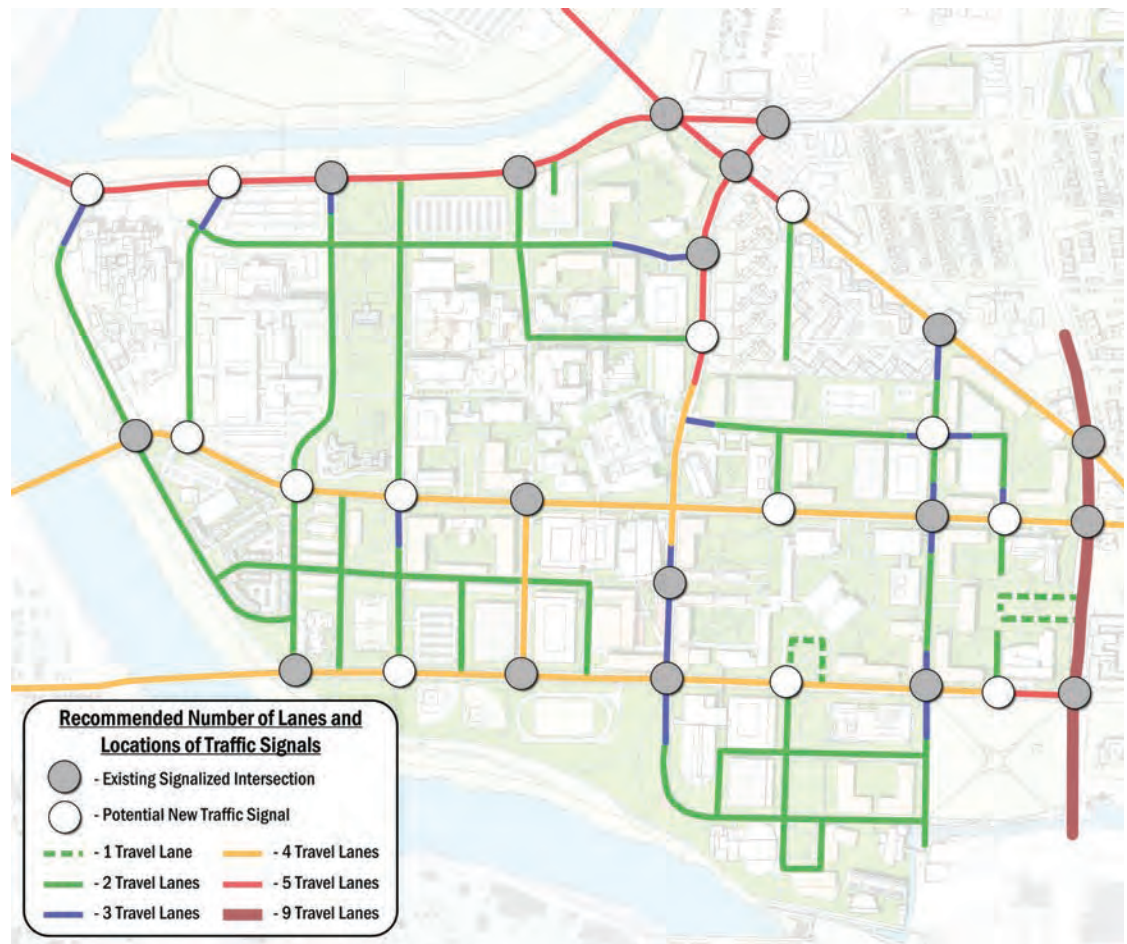 Recommended Number of Lanes and
Locations of Traffic Signals
- Existing Signalized Intersection
- Potential New Traffic Signal
- 1 Travel Lane
- 4 Travel Lanes
- 2 Travel Lanes
- 5 Travel Lanes
- 3 Travel Lanes
- 9 Travel Lanes